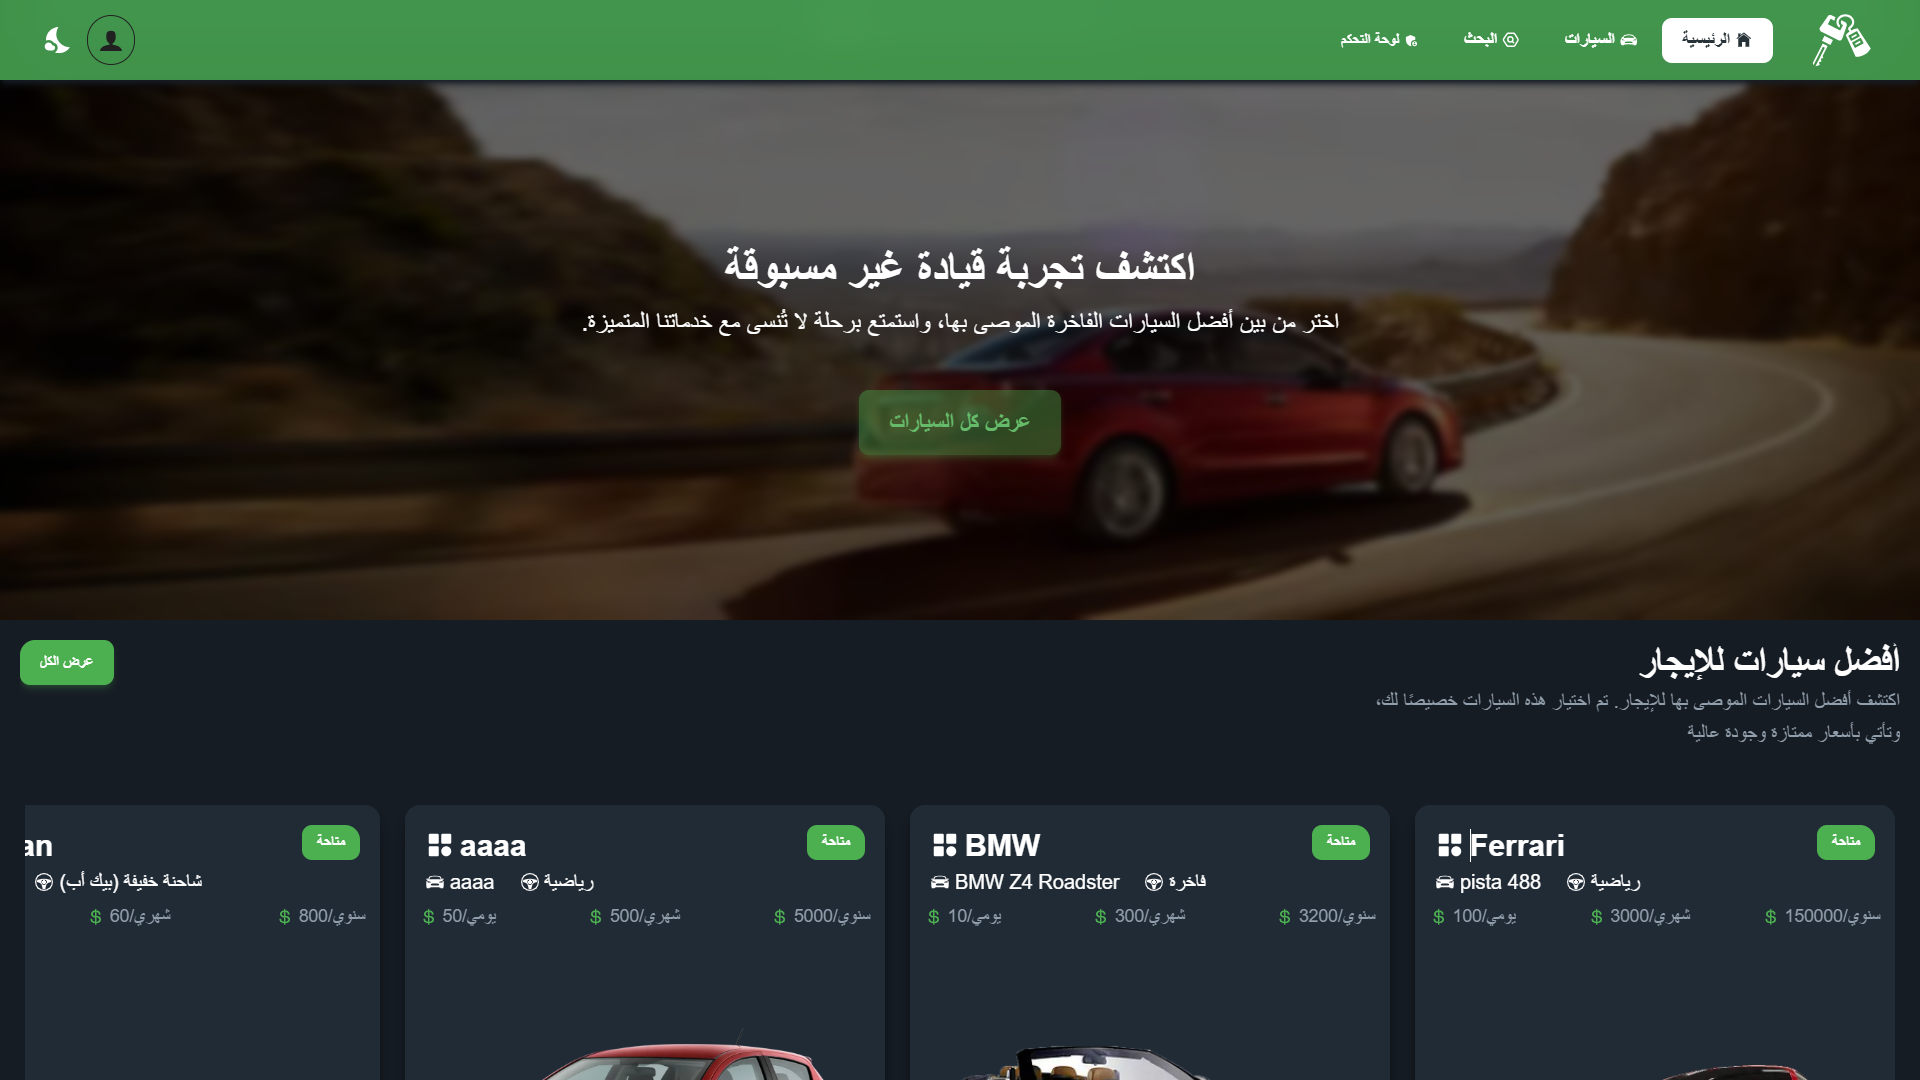 الرئيسية
السيارات
البحث
لوحة التحكم
اكتشف تجربة قيادة غير مسبوقة
اختر من بين أفضل السيارات الفاخرة الموصى بها، واستمتع برحلة لا تُنسى مع خدماتنا المتميزة.
عرض كل السيارات
أفضل سيارات للإيجار
اكتشف أفضل السيارات الموصى بها للإيجار. تم اختيار هذه السيارات خصيصًا لك،
وتأتي بأسعار ممتازة وجودة عالية
عرض الكل
متاحة
Ferrari
pista 488 رياضية
$ 100/يومي $ 3000/شهري $ 150000/سنوي
متاحة
BMW
BMW Z4 Roadster فاخرة
$ 10/يومي $ 300/شهري $ 3200/سنوي
متاحة
aaaa
aaaa رياضية
$ 50/يومي $ 500/شهري $ 5000/سنوي
متاحة
an
شاحنة خفيفة (بيك أب)
$ 60/شهري $ 800/سنوي